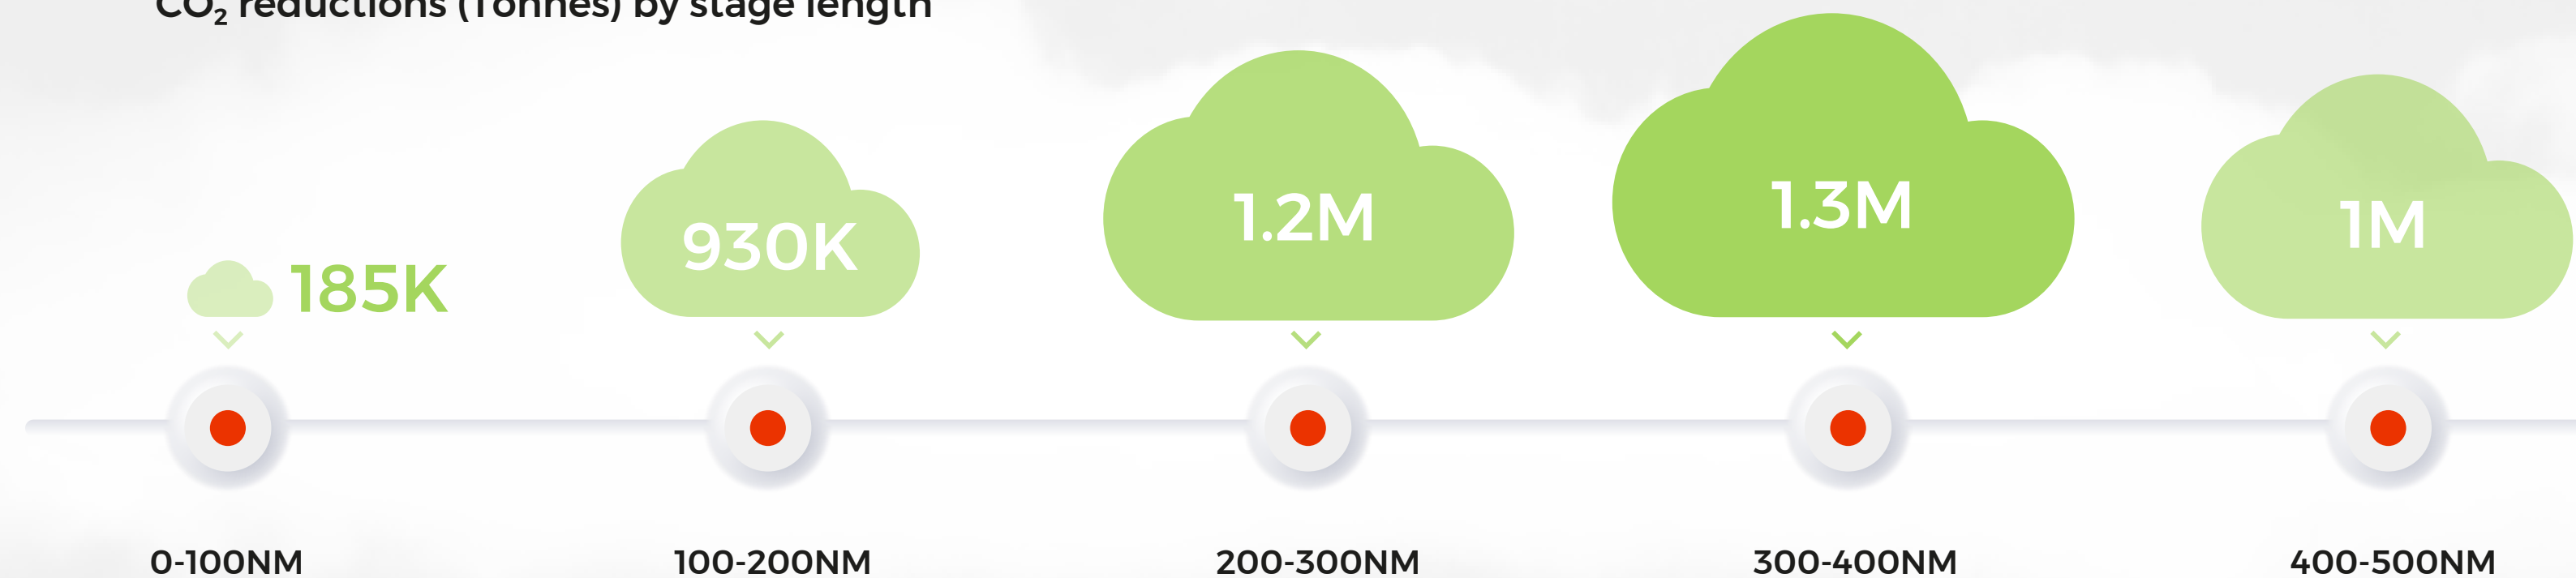 CO₂ reductions (Tonnes) by stage length
185K
930K
1.2M
1.3M
1M
0-100NM
100-200NM
200-300NM
300-400NM
400-500NM